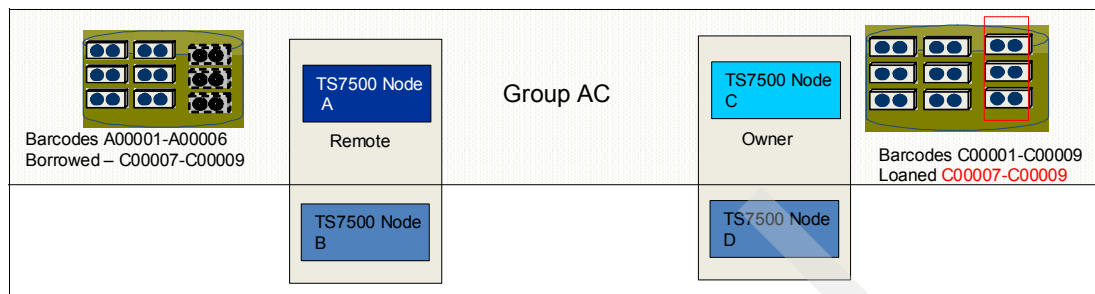 Group AC
Barcodes A00001-A00006
Borrowed – C00007-C00009
TS7500 Node
A
Remote
TS7500 Node
B
TS7500 Node
C
Owner
TS7500 Node
D
Barcodes C00001-C00009
Loaned C00007-C00009